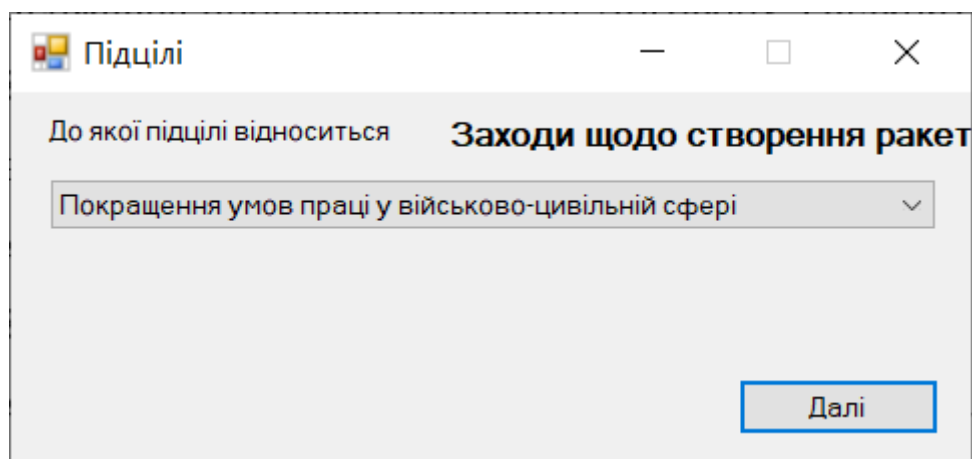 Підцілі
До якої підцілі відноситься Заходи щодо створення ракет
Покращення умов праці у військово-цивільній сфері
Далі